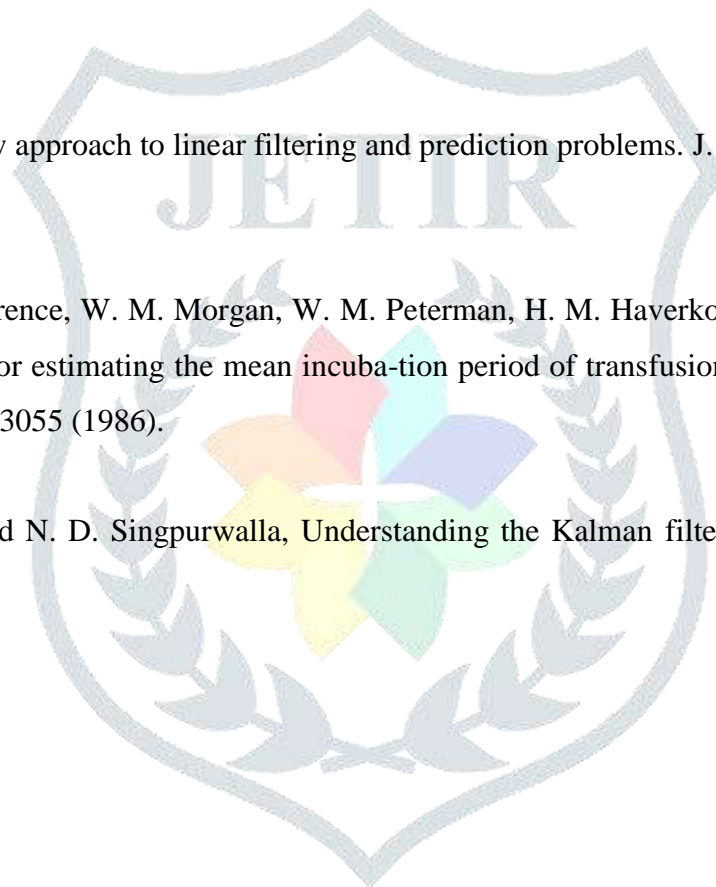 approach to linear filtering and prediction problems. J.
JETIR
rence, W. M. Morgan, W. M. Peterman, H. M. Haverko
or estimating the mean incuba-tion period of transfusion
3055 (1986).
d N. D. Singpurwalla, Understanding the Kalman filte